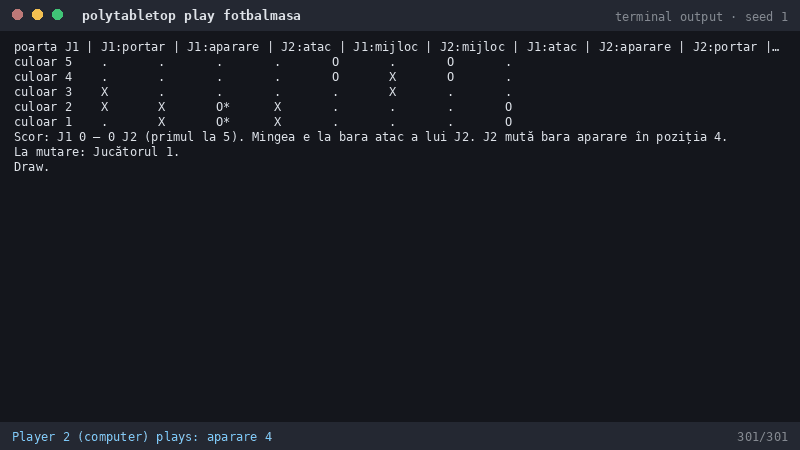 polytabletop play fotbalmasa
terminal output · seed 1
poarta J1 | J1:portar | J1:aparare | J2:atac | J1:mijloc | J2:mijloc | J1:atac | J2:aparare | J2:portar |…
culoar 5 . . . . O . O .
culoar 4 . . . . O X O .
culoar 3 X . . . . X . .
culoar 2 X X O* X . . . O
culoar 1 . X O* X . . . O
Scor: J1 0 – 0 J2 (primul la 5). Mingea e la bara atac a lui J2. J2 mută bara aparare în poziția 4.
La mutare: Jucătorul 1.
Draw.
Player 2 (computer) plays: aparare 4
301/301